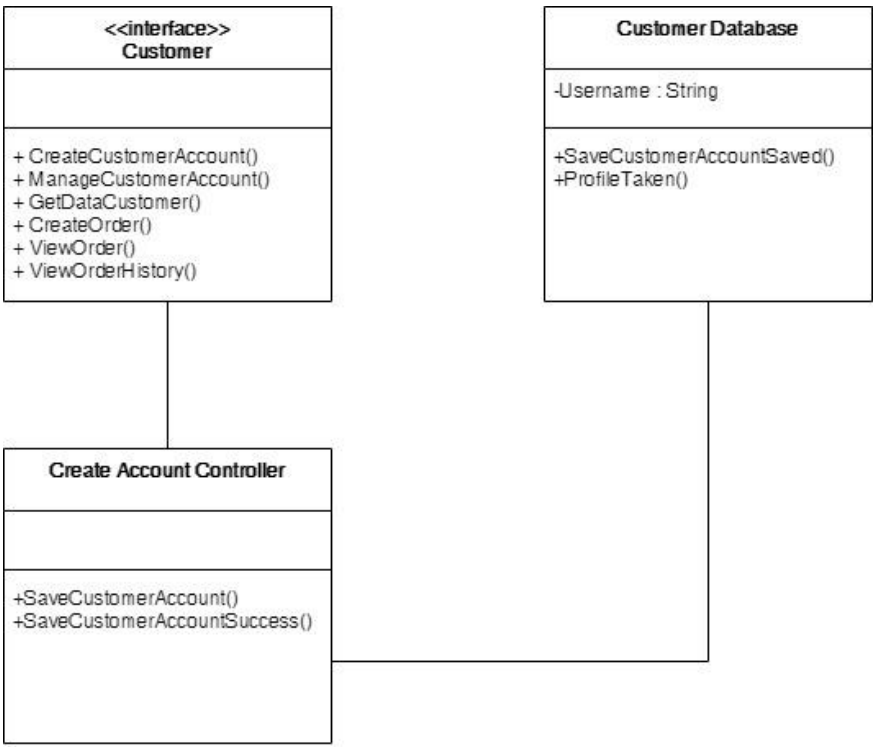 <<interface>>
Customer
+ CreateCustomerAccount()
+ ManageCustomerAccount()
+ GetDataCustomer()
+ CreateOrder()
+ ViewOrder()
+ ViewOrderHistory()
Customer Database
-Username : String
+SaveCustomerAccountSaved()
+ProfileTaken()
Create Account Controller
+SaveCustomerAccount()
+SaveCustomerAccountSuccess()